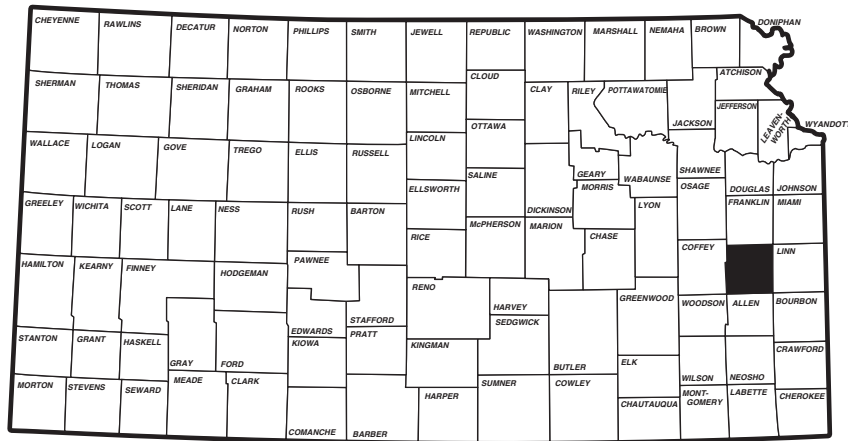 CHEYENNE
RAWLINS
DECATUR
NORTON
PHILLIPS
SMITH
JEWELL
REPUBLIC
WASHINGTON
MARSHALL
NEMAHA
BROWN
DONIPHAN
SHERMAN
THOMAS
SHERIDAN
GRAHAM
ROOKS
OSBORNE
MITCHELL
CLOUD
CLAY
RILEY
POTTAWATOMIE
JACKSON
ATCHISON
JEFFERSON
LEAVEN-
WORTH
WYANDOTT
WALLACE
LOGAN
GOVE
TREGO
ELLIS
RUSSELL
LINCOLN
OTTAWA
SALINE
ELLSWORTH
DICKINSON
GEARY
MORRIS
WABAUNSE
SHAWNEE
OSAGE
DOUGLAS
JOHNSON
GREELEY
WICHITA
SCOTT
LANE
NESS
RUSH
BARTON
RICE
McPHERSON
MARION
CHASE
LYON
FRANKLIN
MIAMI
HAMILTON
KEARNY
FINNEY
HODGEMAN
PAWNEE
RENO
HARVEY
SEDGWICK
GREENWOOD
COFFEY
LINN
WOODSON
ALLEN
BOURBON
STANTON
GRANT
HASKELL
GRAY
FORD
EDWARDS
KIOWA
STAFFORD
PRATT
KINGMAN
BUTLER
ELK
WILSON
NEOSHO
CRAWFORD
MORTON
STEVENS
SEWARD
MEADE
CLARK
COMANCHE
BARBER
HARPER
SUMNER
COWLEY
CHAUTAUQUA
MONT-
GOMERY
LABETTE
CHEROKEE